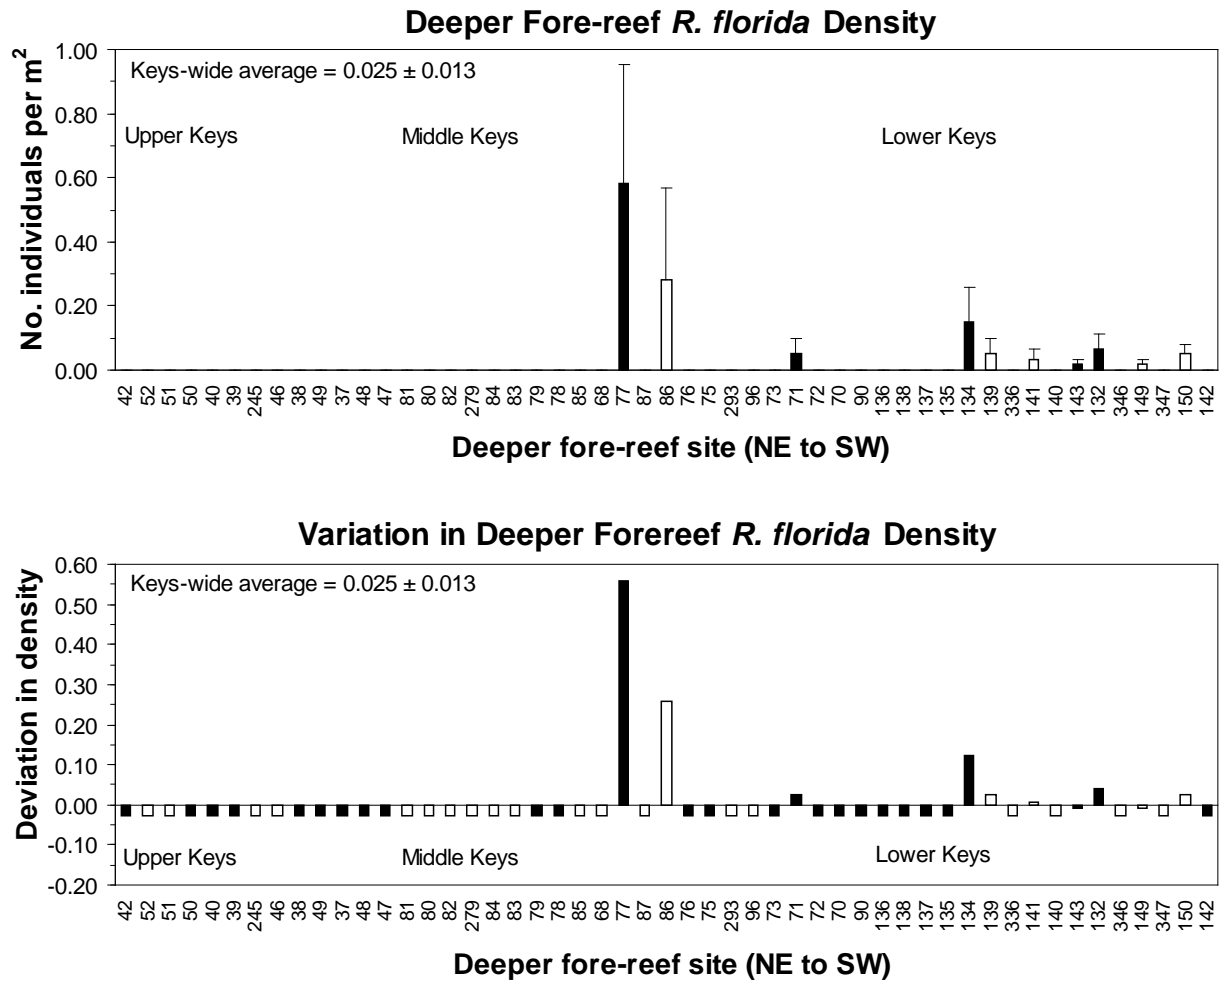 Deeper Fore-reef R. florida Density
No. individuals per m²
1.00
0.80
0.60
0.40
0.20
0.00
Keys-wide average = 0.025 ± 0.013
Upper Keys Middle Keys Lower Keys
42 52 51 50 40 39 245 46 38 49 37 48 47 81 80 82 279 84 83 79 78 85 68 77 87 86 76 75 293 96 73 71 72 70 90 136 138 137 135 134 139 336 141 140 143 132 346 149 347 150 142
Deeper fore-reef site (NE to SW)
Variation in Deeper Forereef R. florida Density
Deviation in density
0.60
0.50
0.40
0.30
0.20
0.10
0.00
-0.10
-0.20
Keys-wide average = 0.025 ± 0.013
Upper Keys Middle Keys Lower Keys
42 52 51 50 40 39 245 46 38 49 37 48 47 81 80 82 279 84 83 79 78 85 68 77 87 86 76 75 293 96 73 71 72 70 90 136 138 137 135 134 139 336 141 140 143 132 346 149 347 150 142
Deeper fore-reef site (NE to SW)